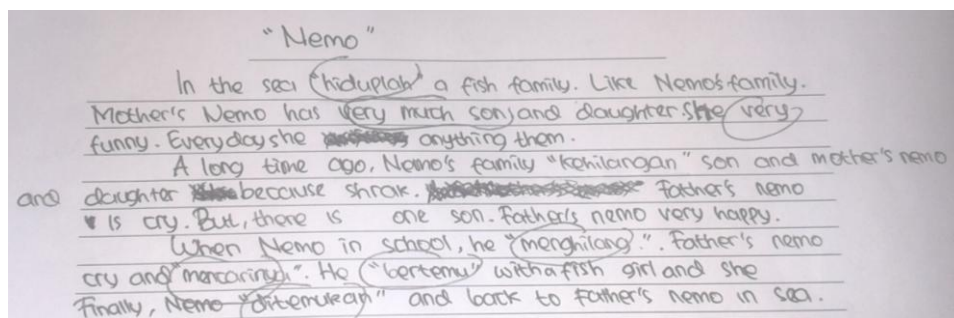 "Nemo"
In the sea "hiduplah" a fish family. Like Nemo's family.
Mother's Nemo has very much son, and daughter. She very
funny. Everyday she anything them.
A long time ago, Nemo's family "kehilangan" son and mother's nemo
and daughter because shrak. Father's nemo
is cry. But, there is one son. Father's nemo very happy.
When Nemo in school, he "menghilang". Father's nemo
cry and "mencarinya". He "bertemu" with a fish girl and she
Finally, Nemo "ditemukan" and back to father's nemo in sea.